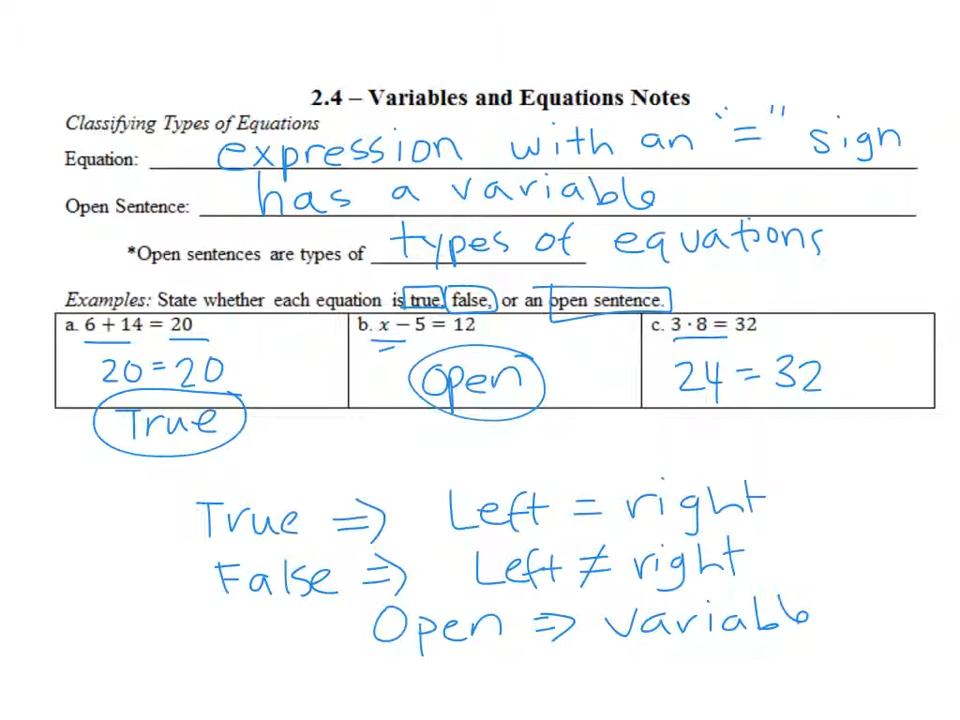 2.4 – Variables and Equations Notes
Classifying Types of Equations
Equation: expression with an "=" sign
Open Sentence: has a variable
*Open sentences are types of types of equations
Examples: State whether each equation is true, false, or an open sentence.
a. 6 + 14 = 20 b. x – 5 = 12 c. 3 · 8 = 32
20 = 20 open 24 = 32
True
True ⇒ Left = right
False ⇒ Left ≠ right
Open ⇒ variable